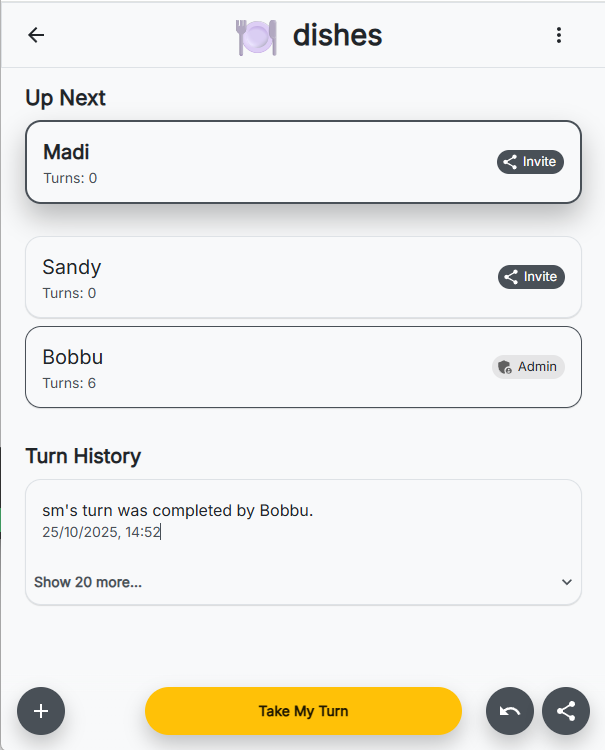 dishes
Up Next
Madi
Turns: 0
Invite
Sandy
Turns: 0
Invite
Bobbu
Turns: 6
Admin
Turn History
sm's turn was completed by Bobbu.
25/10/2025, 14:52
Show 20 more...
Take My Turn